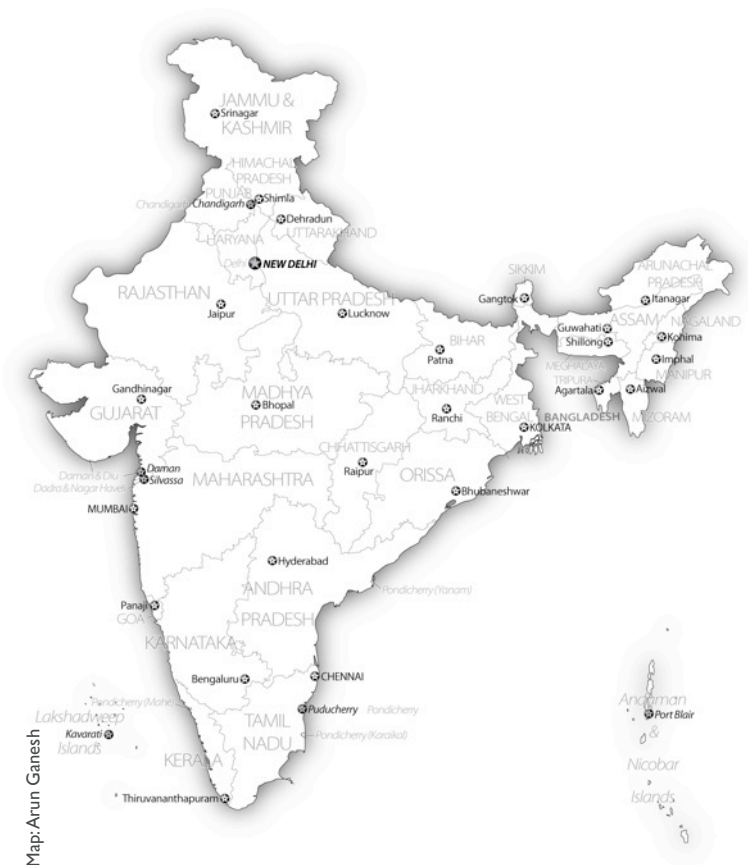 JAMMU &
KASHMIR
Srinagar
HIMACHAL
PRADESH
PUNJAB
Shimla
Chandigarh
Chandigarh
Dehradun
UTTARAKHAND
HARYANA
Delhi
NEW DELHI
RAJASTHAN
Jaipur
UTTAR PRADESH
Lucknow
SIKKIM
Gangtok
ARUNACHAL
PRADESH
Itanagar
ASSAM
NAGALAND
Guwahati
Shillong
Kohima
MEGHALAYA
Imphal
MANIPUR
TRIPURA
Agartala
Aizwal
MIZORAM
BANGLADESH
BIHAR
Patna
JHARKHAND
Ranchi
WEST
BENGAL
KOLKATA
Gandhinagar
GUJARAT
MADHYA
PRADESH
Bhopal
CHHATTISGARH
Raipur
ORISSA
Bhubaneshwar
Daman & Diu
Daman
Dadra & Nagar Haveli
Silvassa
MAHARASHTRA
MUMBAI
Hyderabad
ANDHRA
PRADESH
Pondicherry (Yanam)
Panaji
GOA
KARNATAKA
Bengaluru
CHENNAI
Pondicherry (Mahe)
Puducherry
Pondicherry
Pondicherry (Karaikal)
TAMIL
NADU
KERALA
Thiruvananthapuram
Lakshadweep
Kavarati
Islands
Andaman
Port Blair
&
Nicobar
Islands
Map: Arun Ganesh